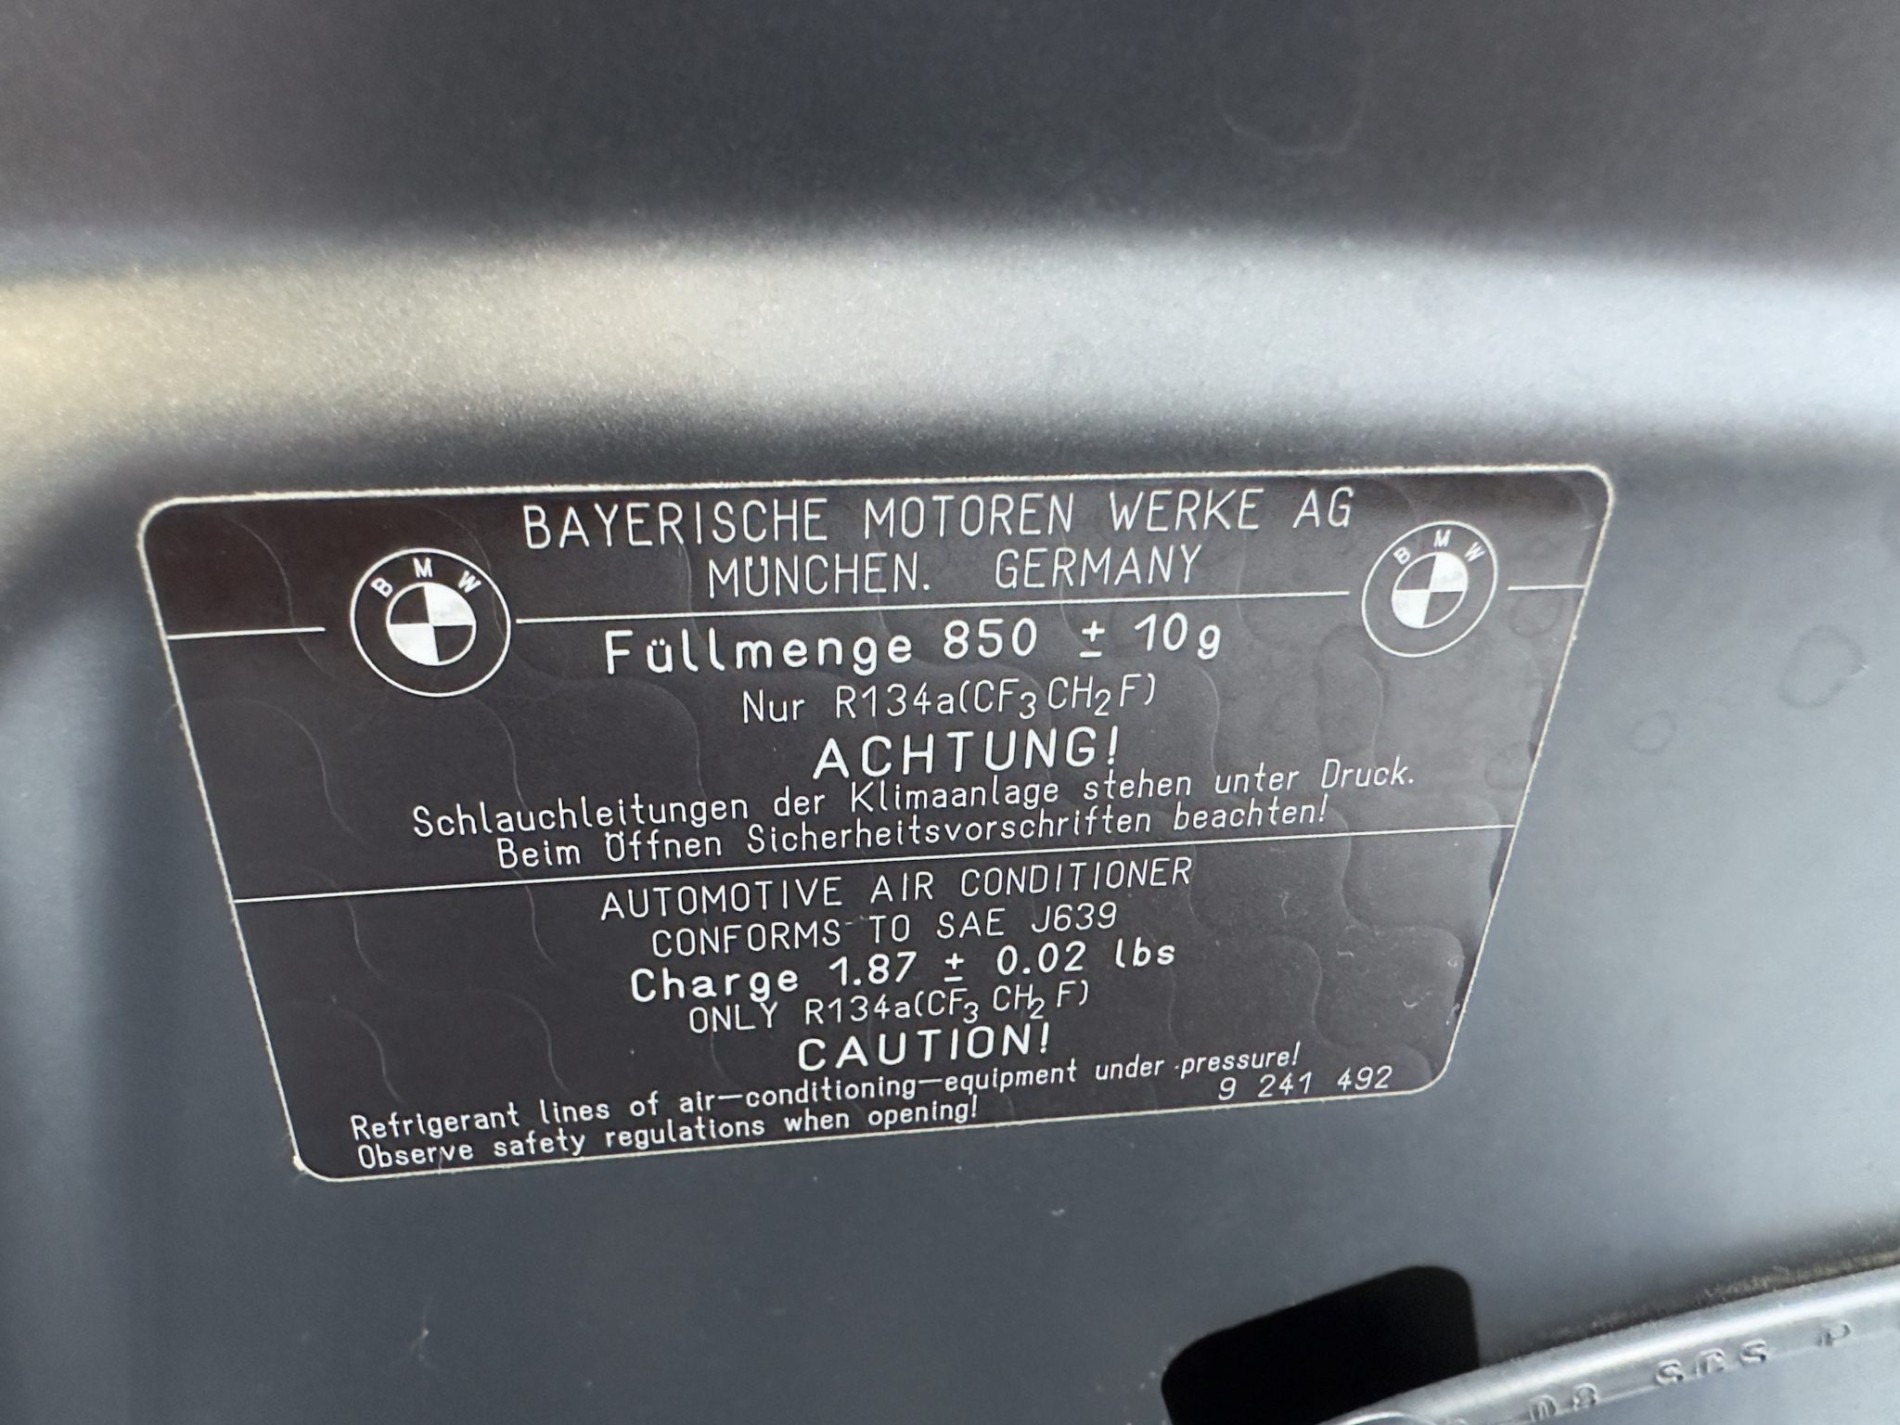 BAYERISCHE MOTOREN WERKE AG
MÜNCHEN. GERMANY
BMW
BMW
Füllmenge 850 ± 10g
Nur R134a(CF₃CH₂F)
ACHTUNG!
Schlauchleitungen der Klimaanlage stehen unter Druck.
Beim Öffnen Sicherheitsvorschriften beachten!
AUTOMOTIVE AIR CONDITIONER
CONFORMS TO SAE J639
Charge 1.87 ± 0.02 lbs
ONLY R134a(CF₃ CH₂ F)
CAUTION!
Refrigerant lines of air-conditioning-equipment under pressure!
Observe safety regulations when opening!
9 241 492